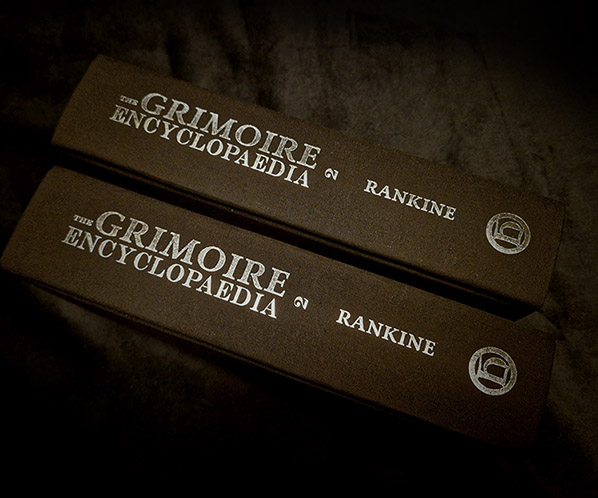 THE GRIMOIRE
ENCYCLOPAEDIA
2
RANKINE
THE GRIMOIRE
ENCYCLOPAEDIA
2
RANKINE